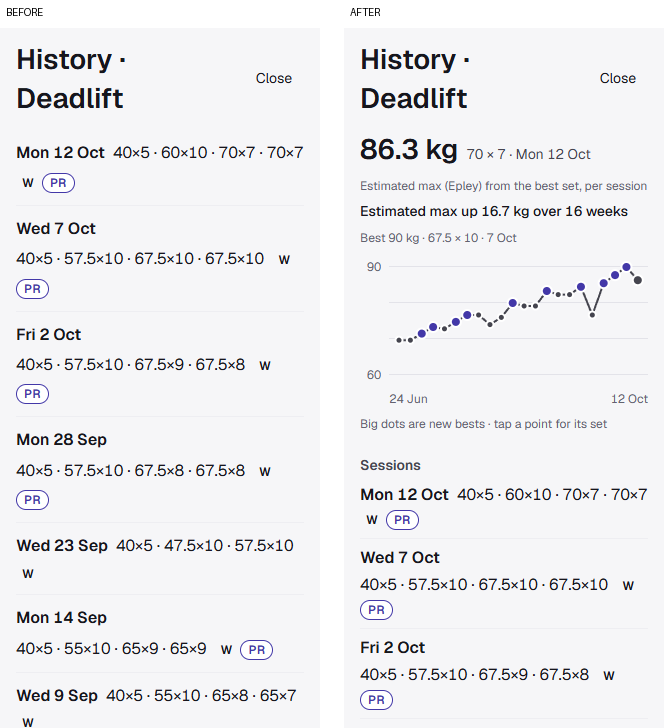 BEFORE
History ·
Deadlift
Close
Mon 12 Oct 40×5 · 60×10 · 70×7 · 70×7
W PR
Wed 7 Oct
40×5 · 57.5×10 · 67.5×10 · 67.5×10 W
PR
Fri 2 Oct
40×5 · 57.5×10 · 67.5×9 · 67.5×8 W
PR
Mon 28 Sep
40×5 · 57.5×10 · 67.5×8 · 67.5×8 W
PR
Wed 23 Sep 40×5 · 47.5×10 · 57.5×10
W
Mon 14 Sep
40×5 · 55×10 · 65×9 · 65×9 W PR
Wed 9 Sep 40×5 · 55×10 · 65×8 · 65×7
W
AFTER
History ·
Deadlift
Close
86.3 kg 70 × 7 · Mon 12 Oct
Estimated max (Epley) from the best set, per session
Estimated max up 16.7 kg over 16 weeks
Best 90 kg · 67.5 × 10 · 7 Oct
90
60
24 Jun 12 Oct
Big dots are new bests · tap a point for its set
Sessions
Mon 12 Oct 40×5 · 60×10 · 70×7 · 70×7
W PR
Wed 7 Oct
40×5 · 57.5×10 · 67.5×10 · 67.5×10 W
PR
Fri 2 Oct
40×5 · 57.5×10 · 67.5×9 · 67.5×8 W
PR